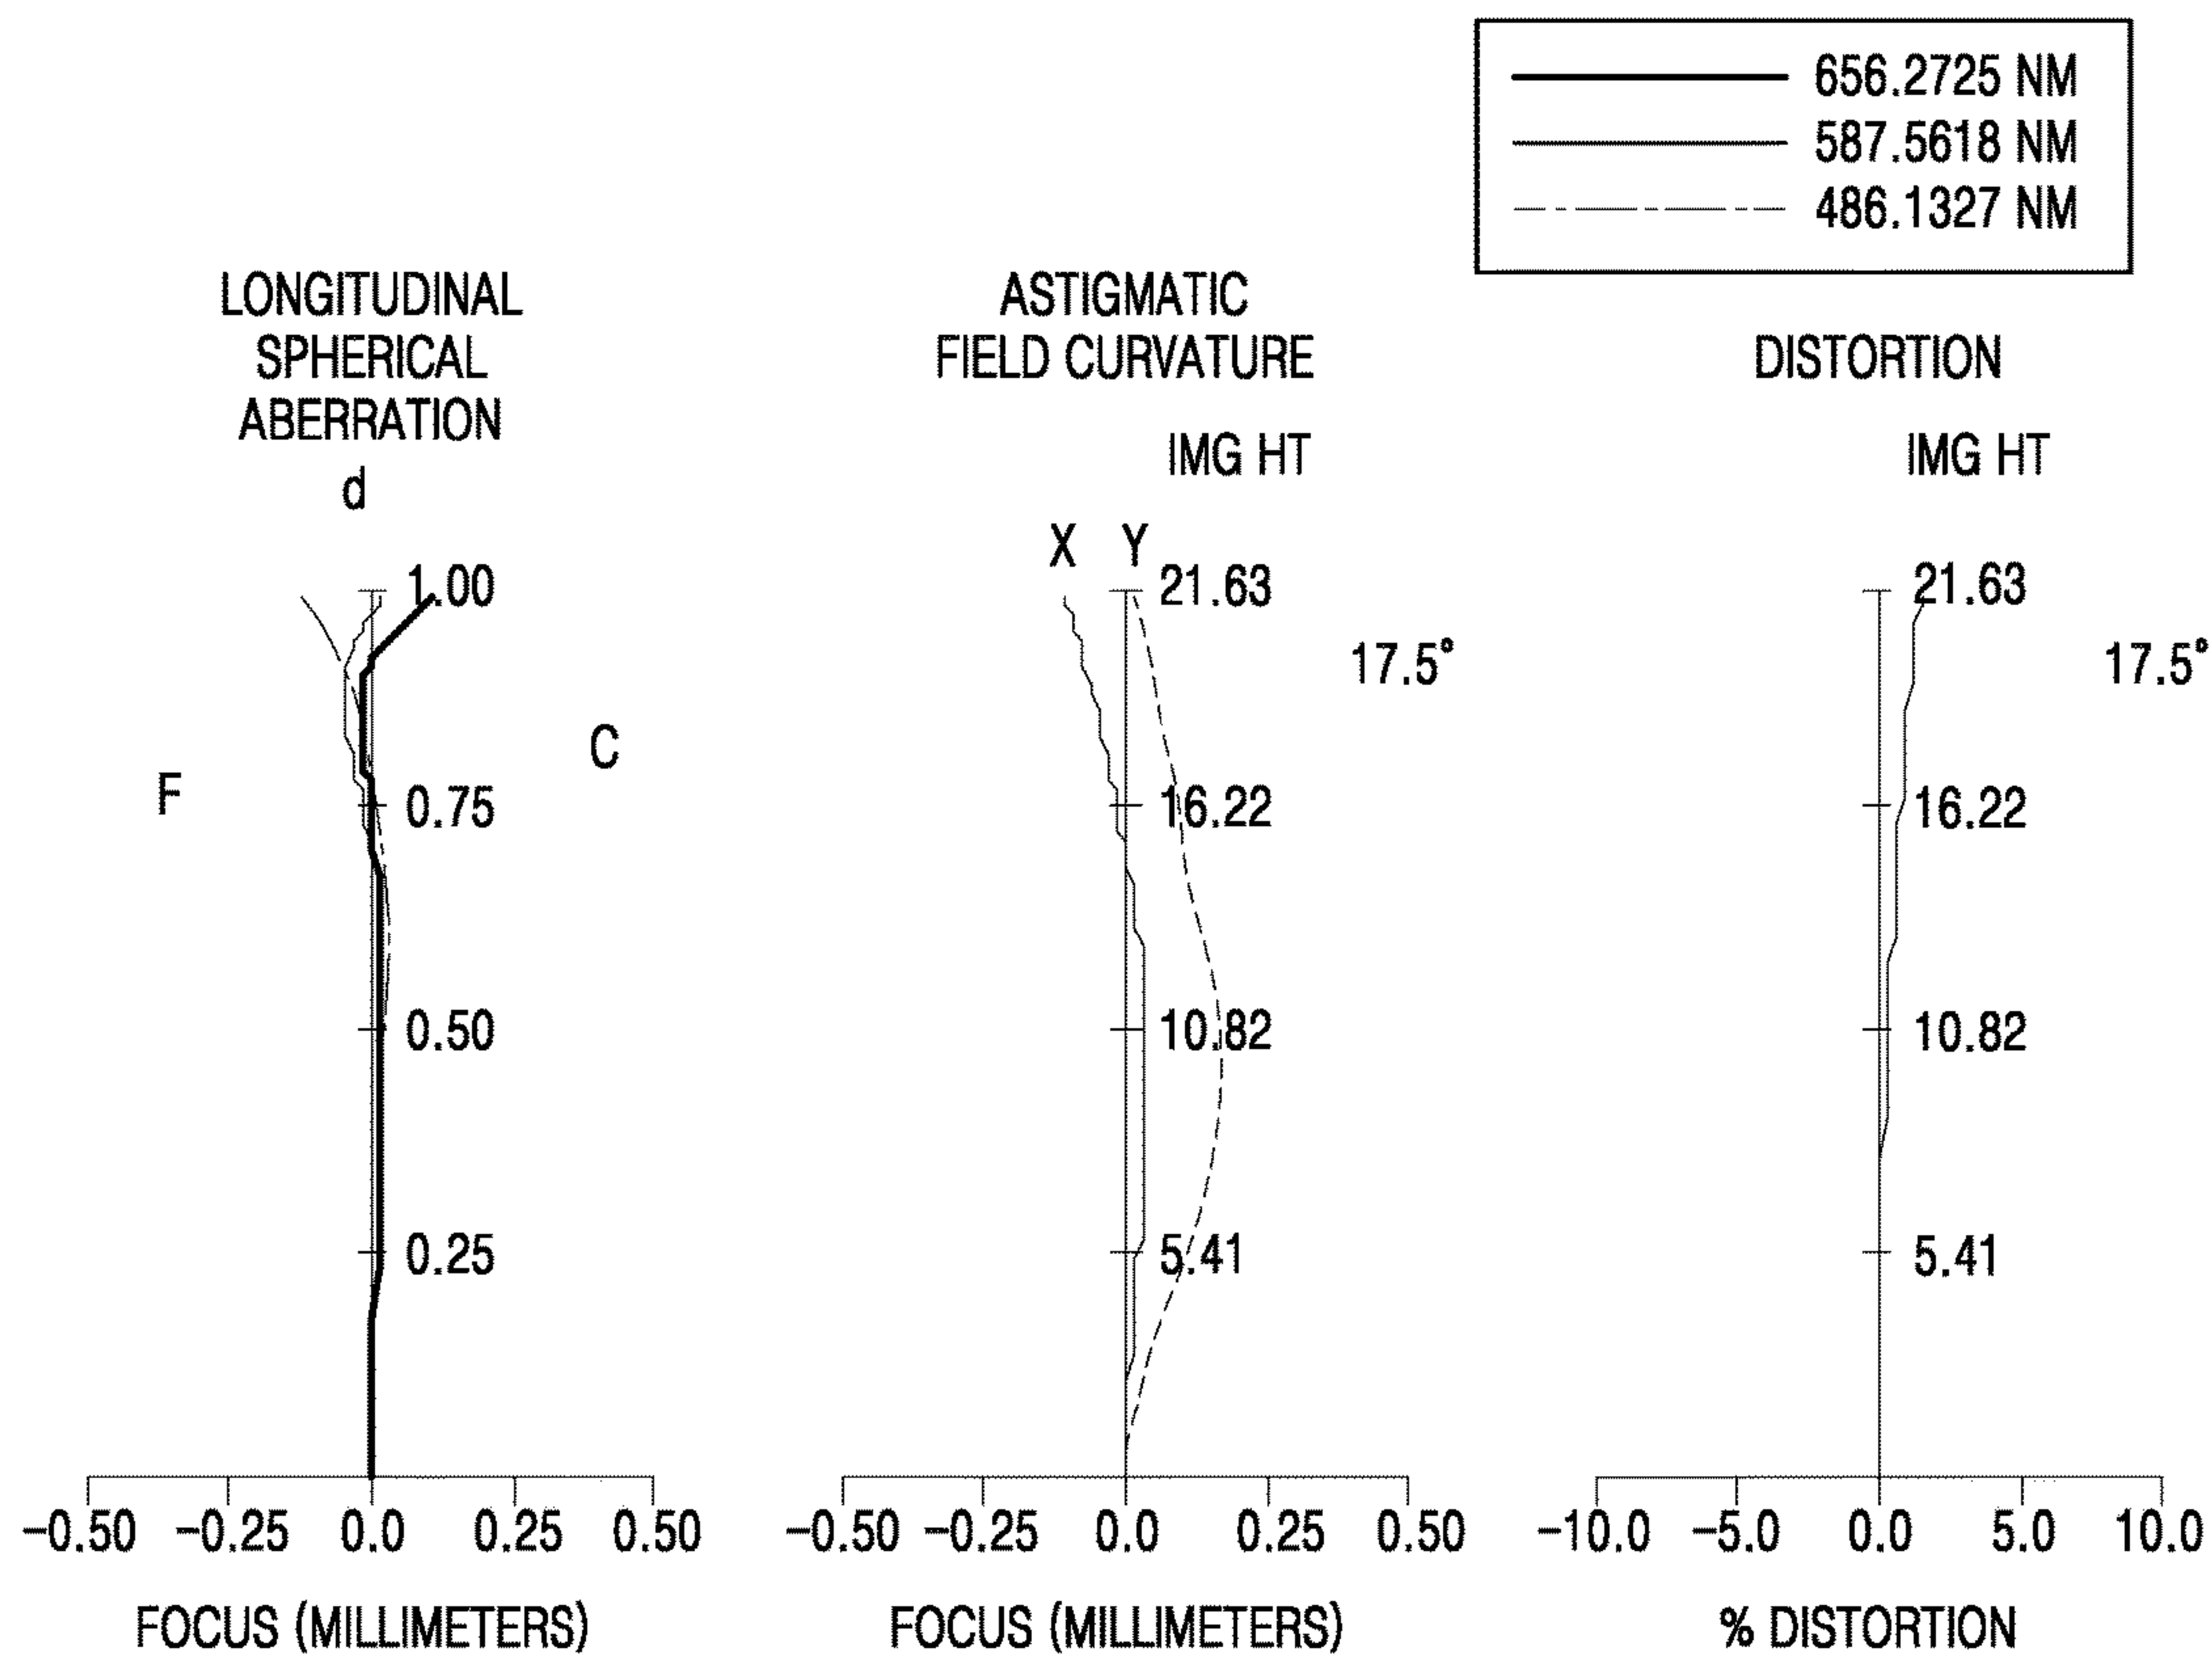 656.2725 NM
587.5618 NM
486.1327 NM
LONGITUDINAL
SPHERICAL
ABERRATION
d
1.00
F
C
0.75
0.50
0.25
-0.50 -0.25 0.0 0.25 0.50
FOCUS (MILLIMETERS)
ASTIGMATIC
FIELD CURVATURE
IMG HT
X Y
21.63
17.5°
16.22
10.82
5.41
-0.50 -0.25 0.0 0.25 0.50
FOCUS (MILLIMETERS)
DISTORTION
IMG HT
21.63
17.5°
16.22
10.82
5.41
-10.0 -5.0 0.0 5.0 10.0
% DISTORTION